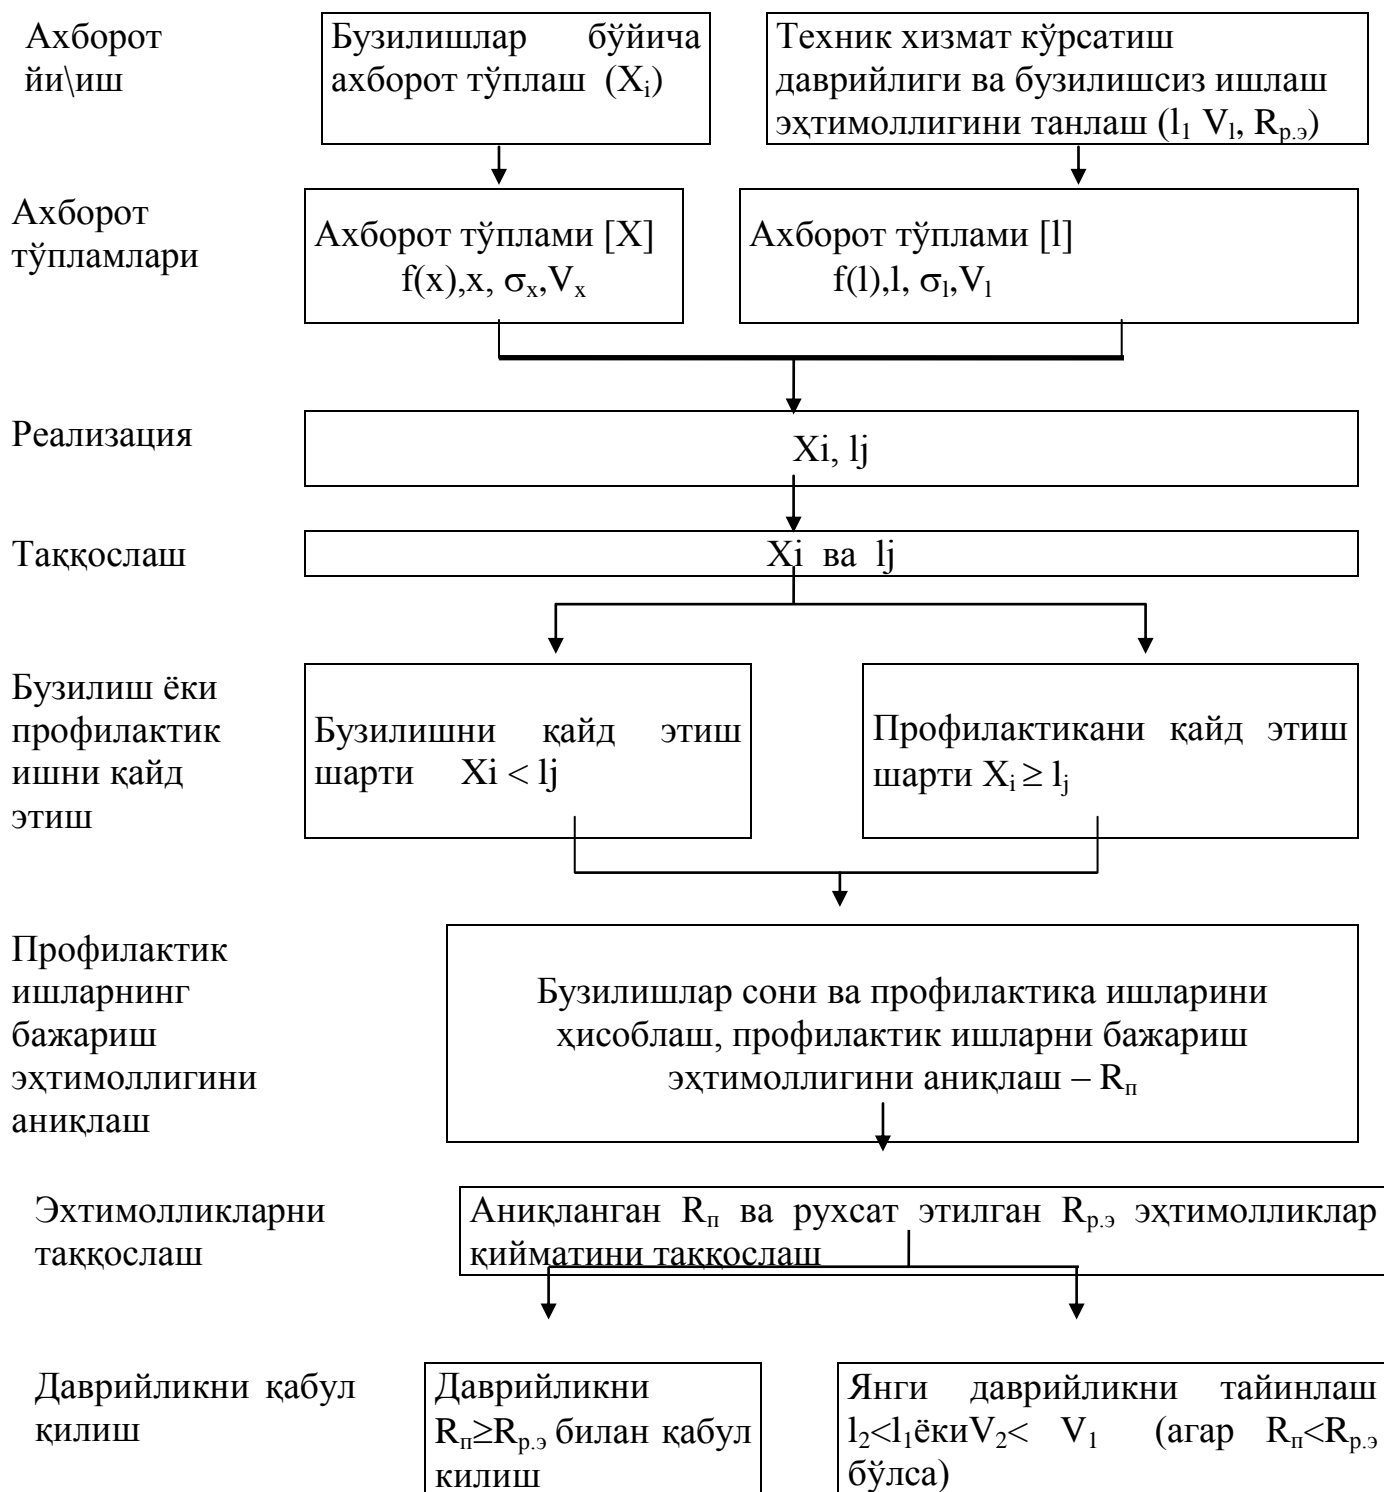 Ахборот
йи\иш
Бузилишлар бўйича
ахборот тўплаш (Xi)
Техник хизмат кўрсатиш
даврийлиги ва бузилишсиз ишлаш
эҳтимоллигини танлаш (l1 Vl, Rр.э)
Ахборот
тўпламлари
Ахборот тўплами [X]
f(x),x, σx,Vx
Ахборот тўплами [l]
f(l),l, σl,Vl
Реализация
Xi, lj
Таққослаш
Xi ва lj
Бузилиш ёки
профилактик
ишни қайд
этиш
Бузилишни қайд этиш
шарти Xi < lj
Профилактикани қайд этиш
шарти Xi ≥ lj
Профилактик
ишларнинг
бажариш
эҳтимоллигини
аниқлаш
Бузилишлар сони ва профилактика ишларини
ҳисоблаш, профилактик ишларни бажариш
эҳтимоллигини аниқлаш – Rп
Эхтимолликларни
таққослаш
Аниқланган Rп ва рухсат этилган Rр.э эҳтимолликлар
қийматини таққослаш
Даврийликни қабул
қилиш
Даврийликни
Rп≥Rр.э билан қабул
килиш
Янги даврийликни тайинлаш
l2<l1ёкиV2< V1 (агар Rп<Rр.э
бўлса)